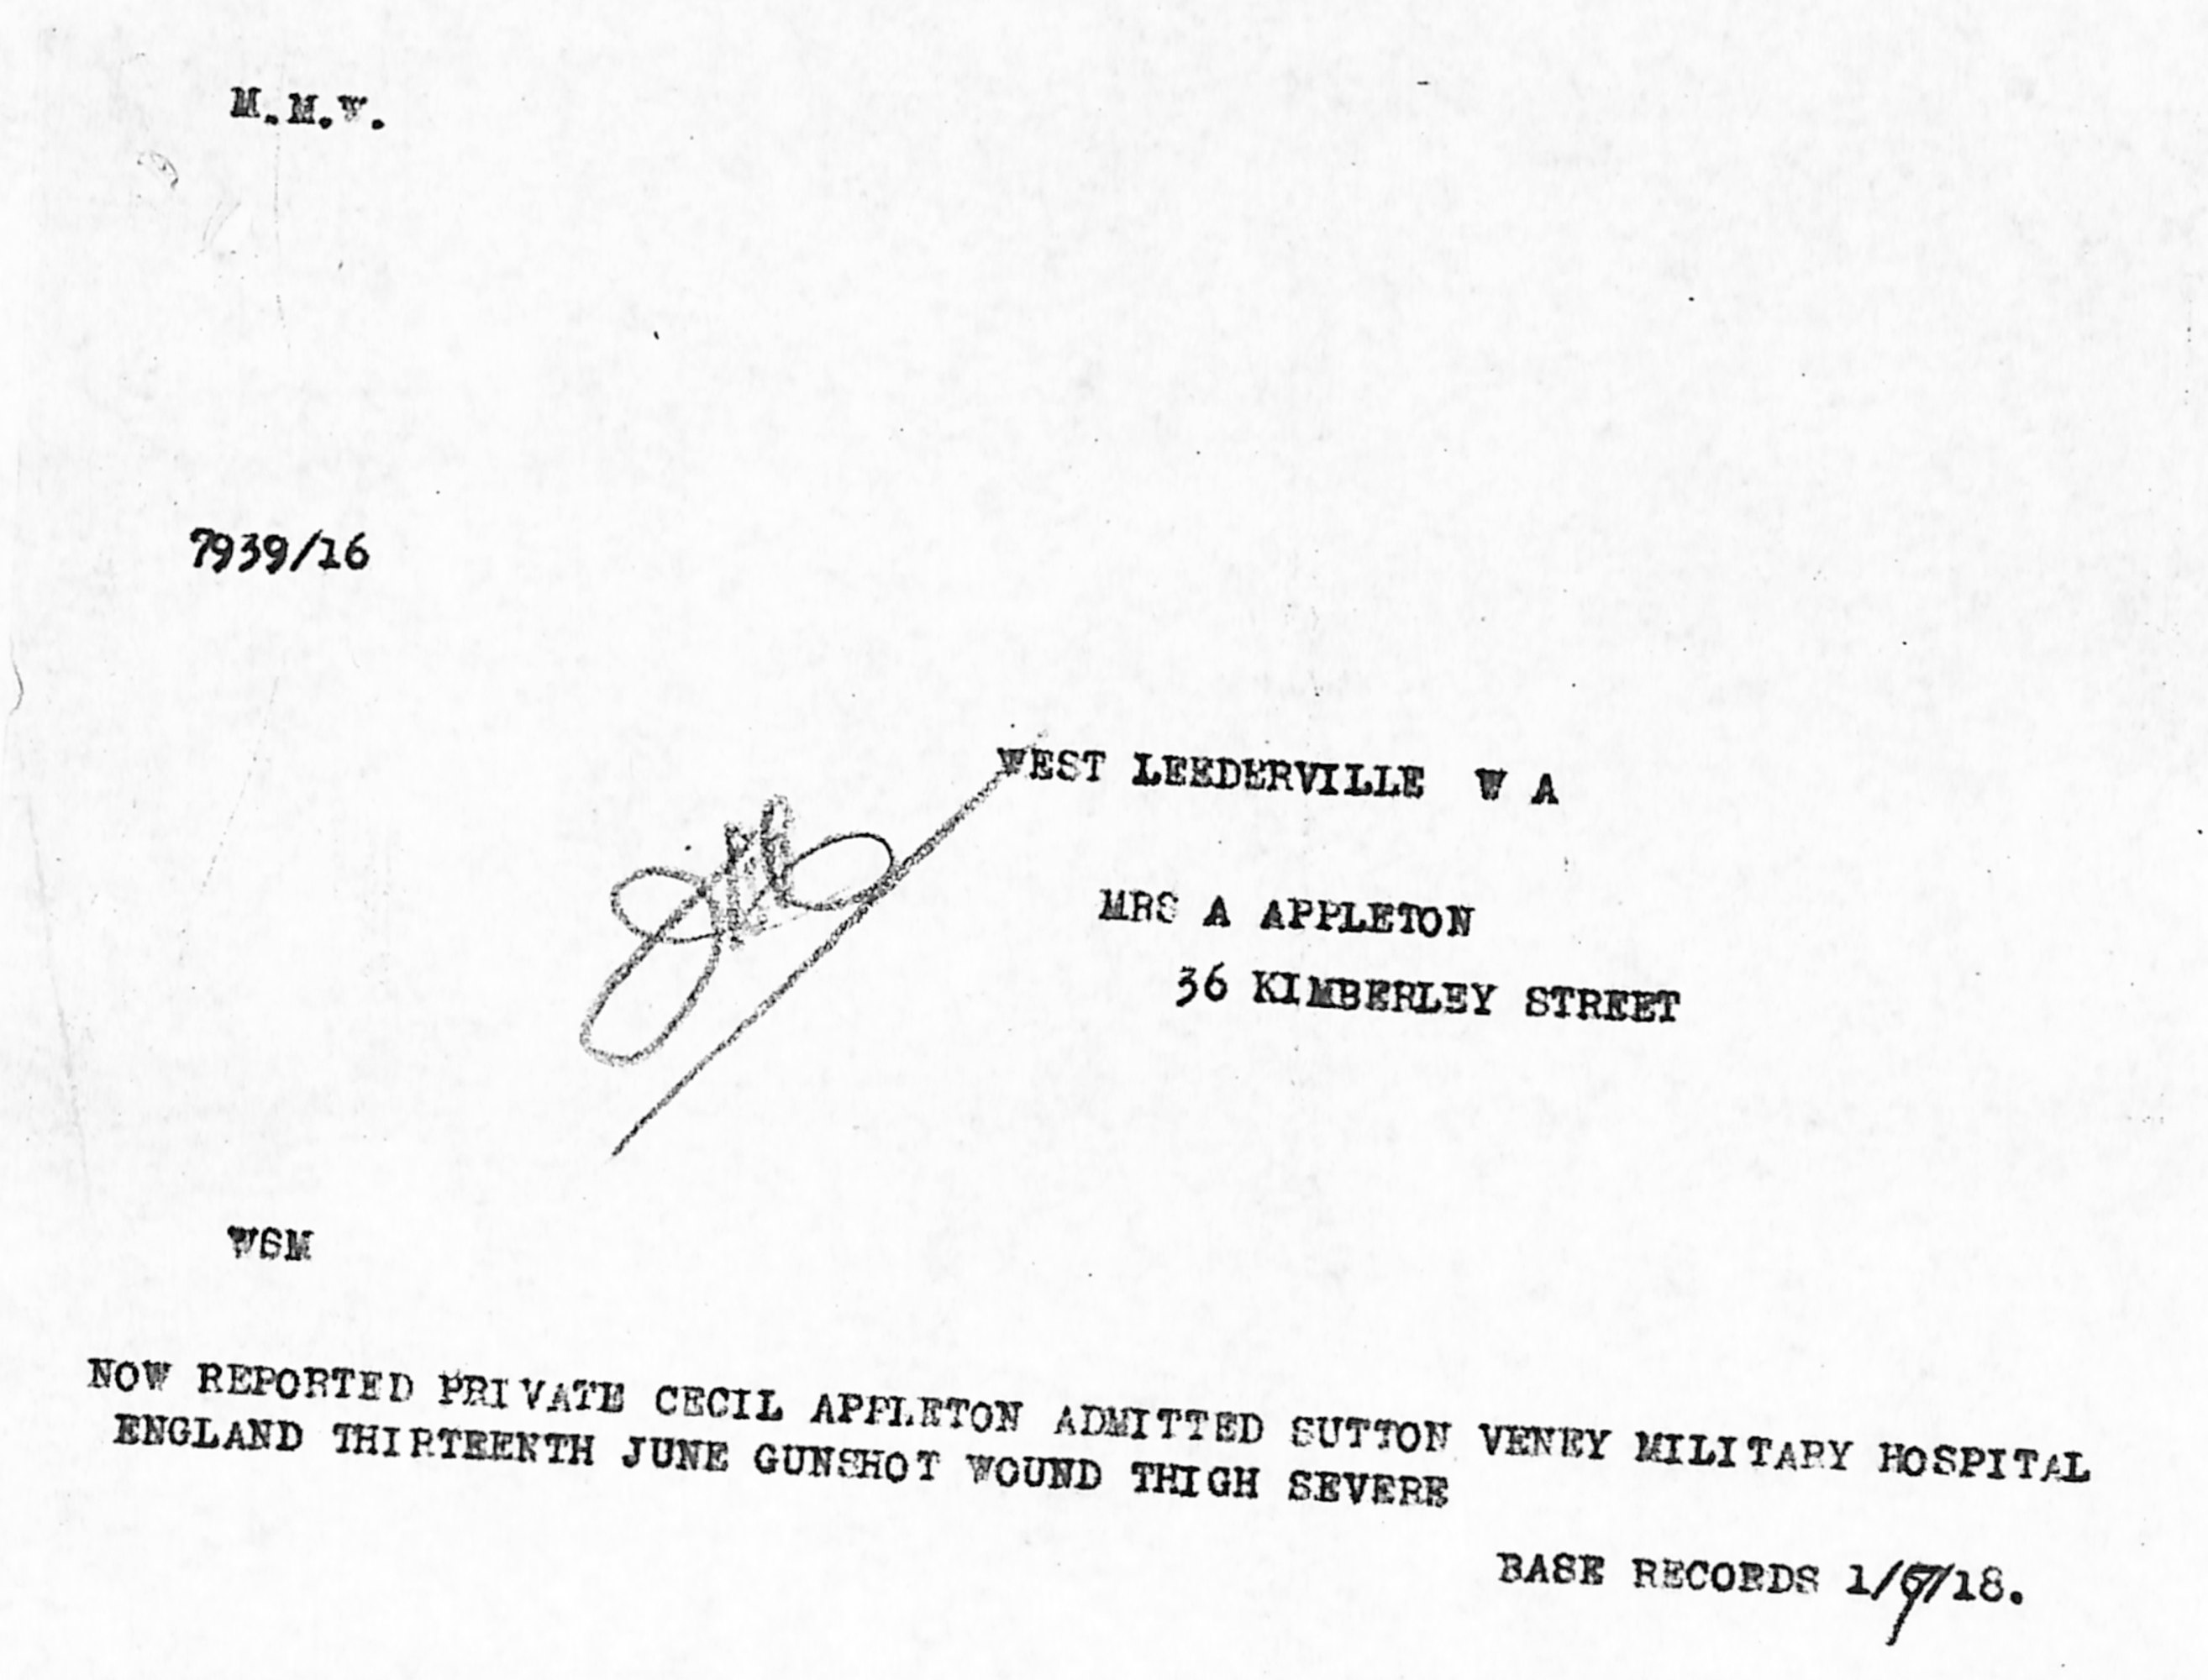 M.M.W.
7939/16
WEST LEEDERVILLE W A
MRS A APPLETON
36 KIMBERLEY STREET
WSM
NOW REPORTED PRIVATE CECIL APPLETON ADMITTED SUTTON VENEY MILITARY HOSPITAL
ENGLAND THIRTEENTH JUNE GUNSHOT WOUND THIGH SEVERE
BASE RECORDS 1/7/18.